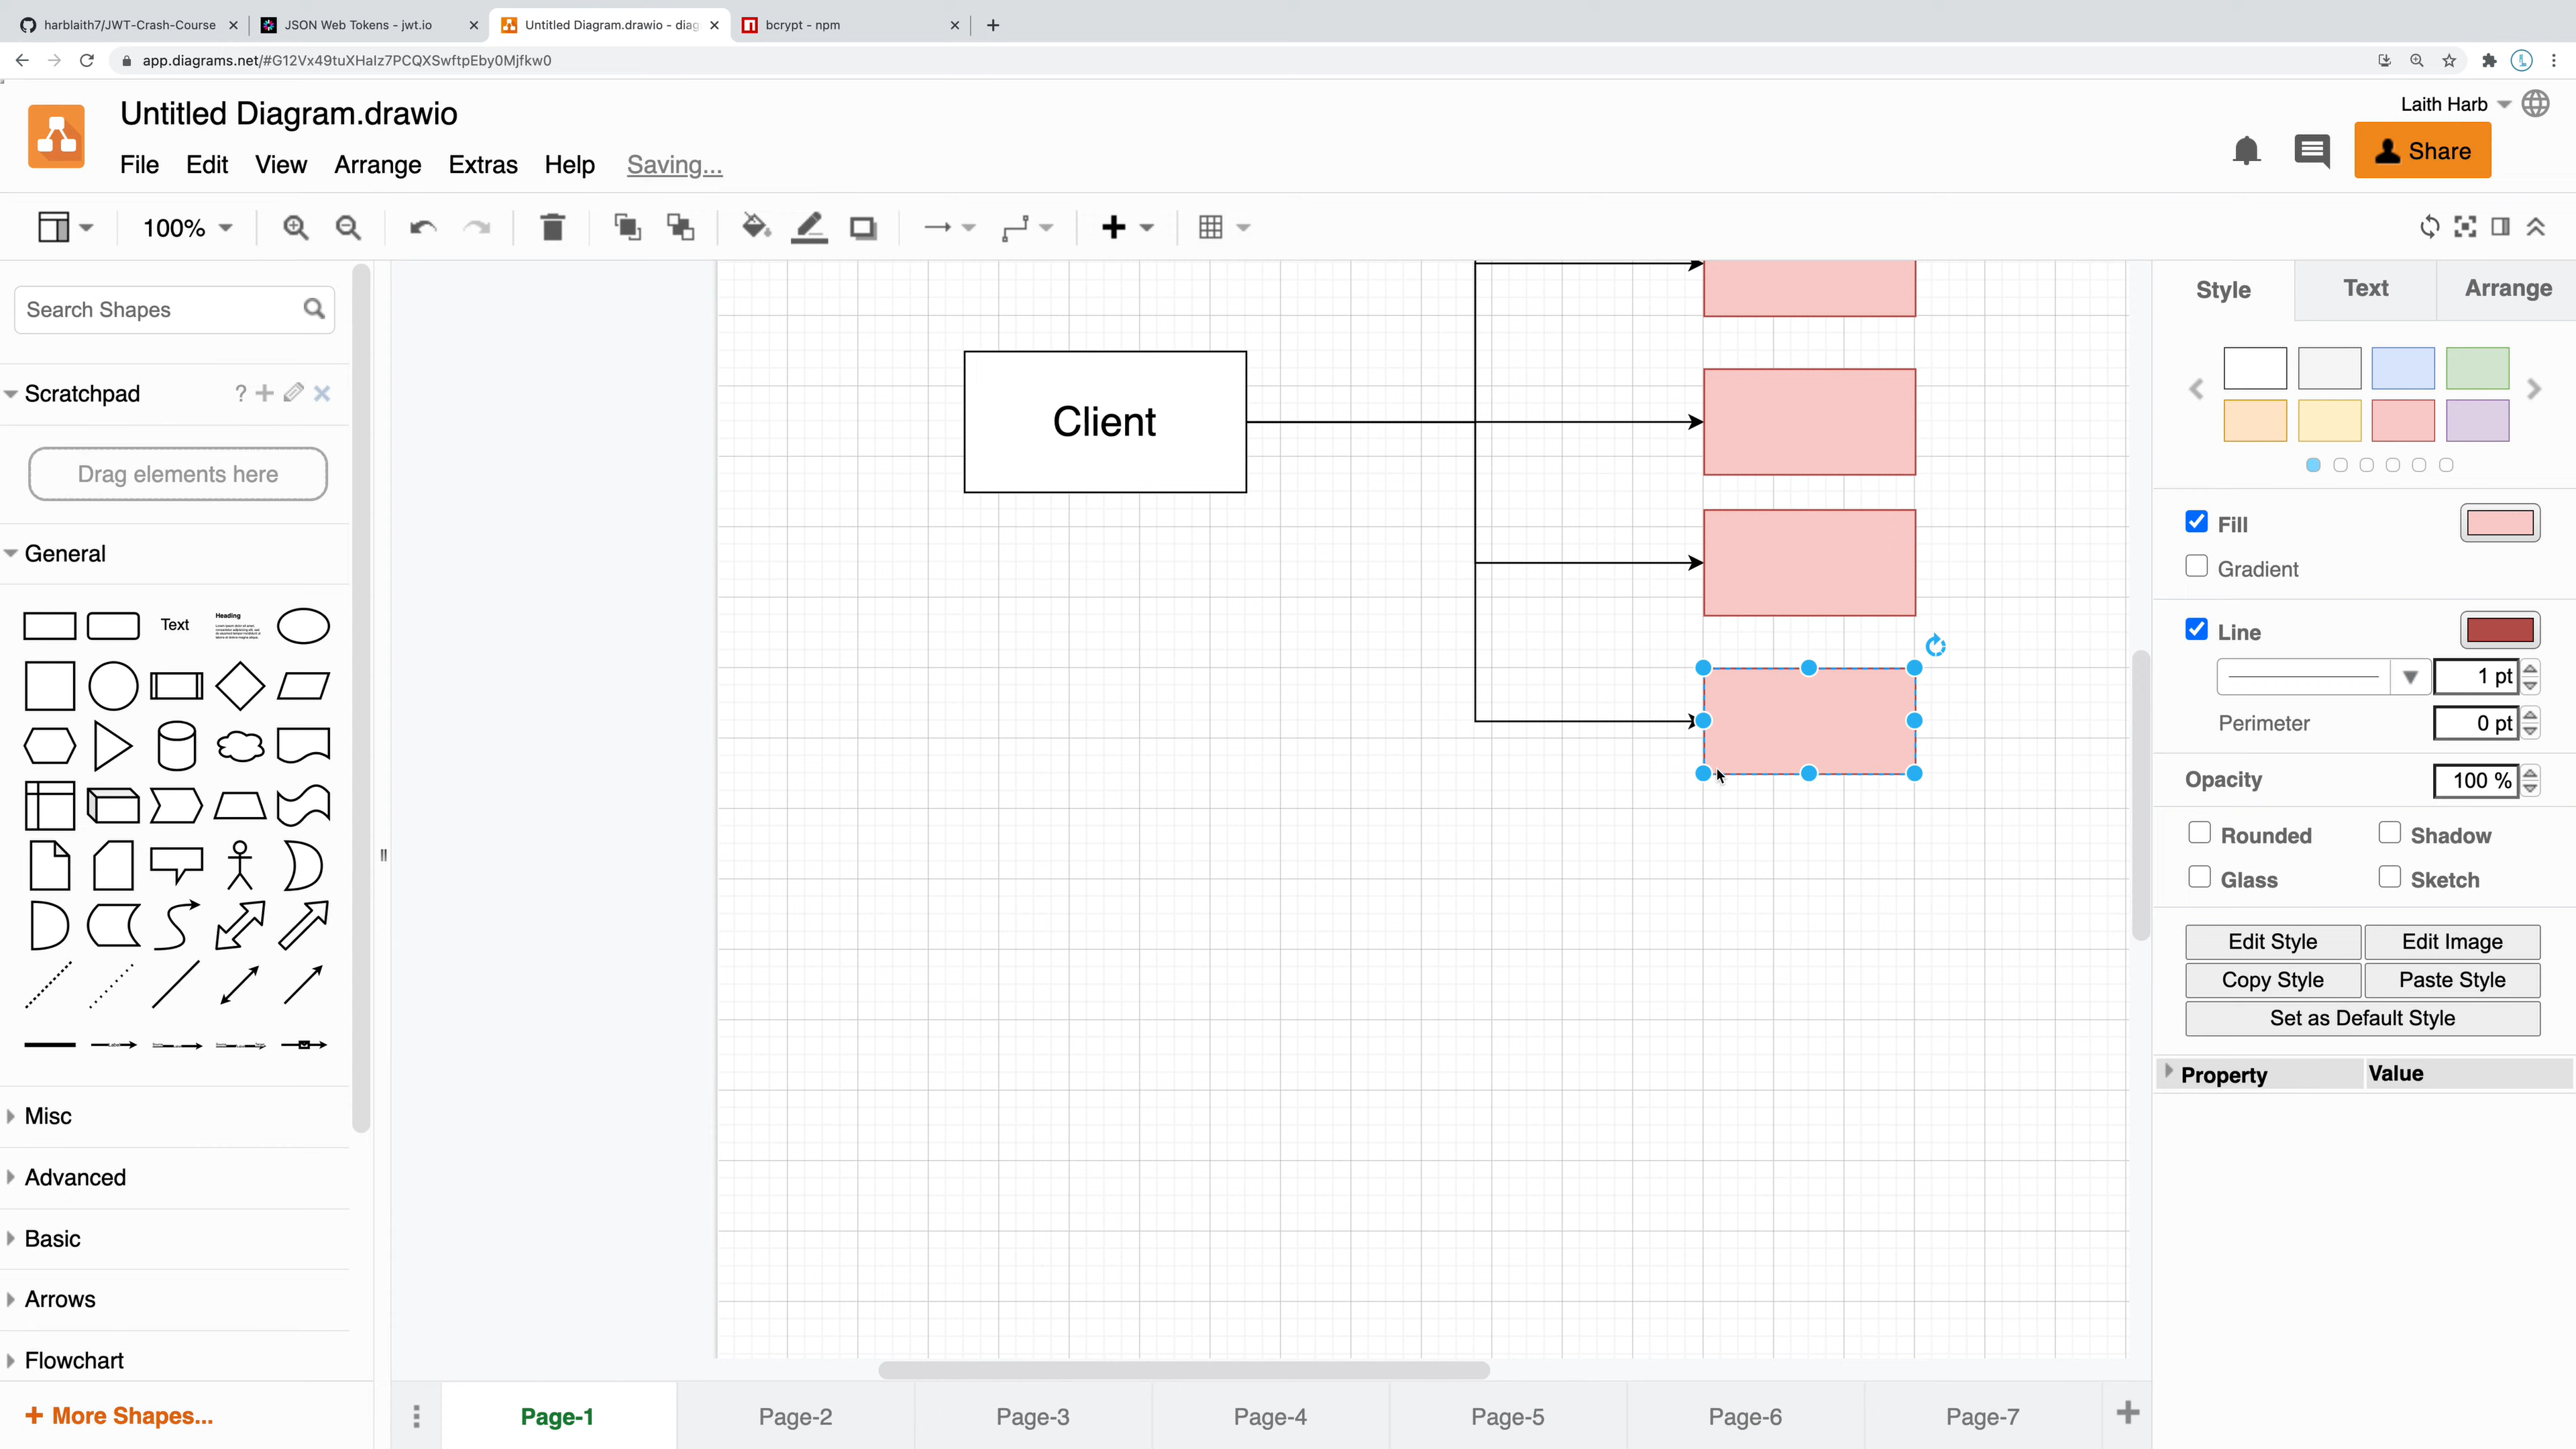 harblaith7/JWT-Crash-Course
JSON Web Tokens - jwt.io
Untitled Diagram.drawio - diag
bcrypt - npm
app.diagrams.net/#G12Vx49tuXHalz7PCQXSwftpEby0Mjfkw0
Untitled Diagram.drawio
Laith Harb
File Edit View Arrange Extras Help Saving...
Share
100%
Search Shapes
Style Text Arrange
Scratchpad ?
Drag elements here
Client
Fill
General
Gradient
Text
Heading
Line
1 pt
Perimeter 0 pt
Opacity 100 %
Rounded Shadow
Glass Sketch
Edit Style Edit Image
Copy Style Paste Style
Set as Default Style
Property Value
Misc
Advanced
Basic
Arrows
Flowchart
+ More Shapes...
Page-1 Page-2 Page-3 Page-4 Page-5 Page-6 Page-7